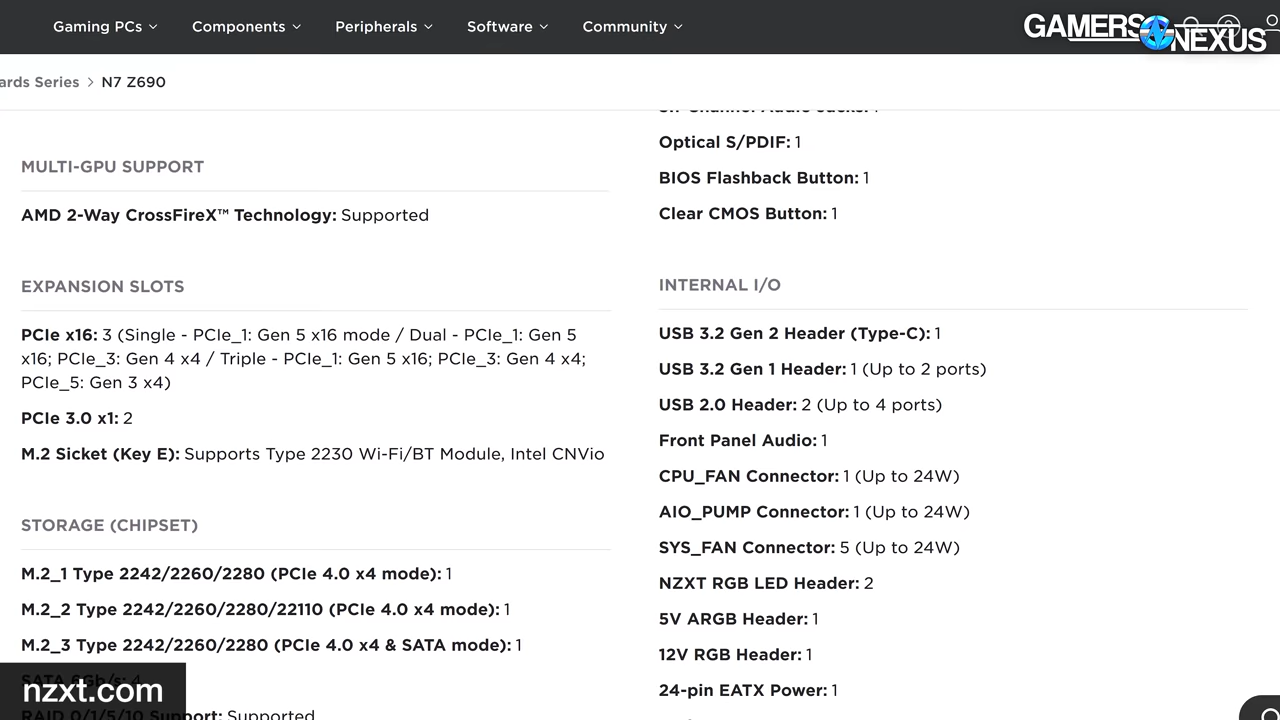 Gaming PCs
Components
Peripherals
Software
Community
GAMERS NEXUS
ards Series > N7 Z690
MULTI-GPU SUPPORT
AMD 2-Way CrossFireX™ Technology: Supported
EXPANSION SLOTS
PCIe x16: 3 (Single - PCIe_1: Gen 5 x16 mode / Dual - PCIe_1: Gen 5
x16; PCIe_3: Gen 4 x4 / Triple - PCIe_1: Gen 5 x16; PCIe_3: Gen 4 x4;
PCIe_5: Gen 3 x4)
PCIe 3.0 x1: 2
M.2 Sicket (Key E): Supports Type 2230 Wi-Fi/BT Module, Intel CNVio
STORAGE (CHIPSET)
M.2_1 Type 2242/2260/2280 (PCIe 4.0 x4 mode): 1
M.2_2 Type 2242/2260/2280/22110 (PCIe 4.0 x4 mode): 1
M.2_3 Type 2242/2260/2280 (PCIe 4.0 x4 & SATA mode): 1
SATA 6Gb/s: 4
RAID 0/1/5/10 Support: Supported
nzxt.com
Optical S/PDIF: 1
BIOS Flashback Button: 1
Clear CMOS Button: 1
INTERNAL I/O
USB 3.2 Gen 2 Header (Type-C): 1
USB 3.2 Gen 1 Header: 1 (Up to 2 ports)
USB 2.0 Header: 2 (Up to 4 ports)
Front Panel Audio: 1
CPU_FAN Connector: 1 (Up to 24W)
AIO_PUMP Connector: 1 (Up to 24W)
SYS_FAN Connector: 5 (Up to 24W)
NZXT RGB LED Header: 2
5V ARGB Header: 1
12V RGB Header: 1
24-pin EATX Power: 1